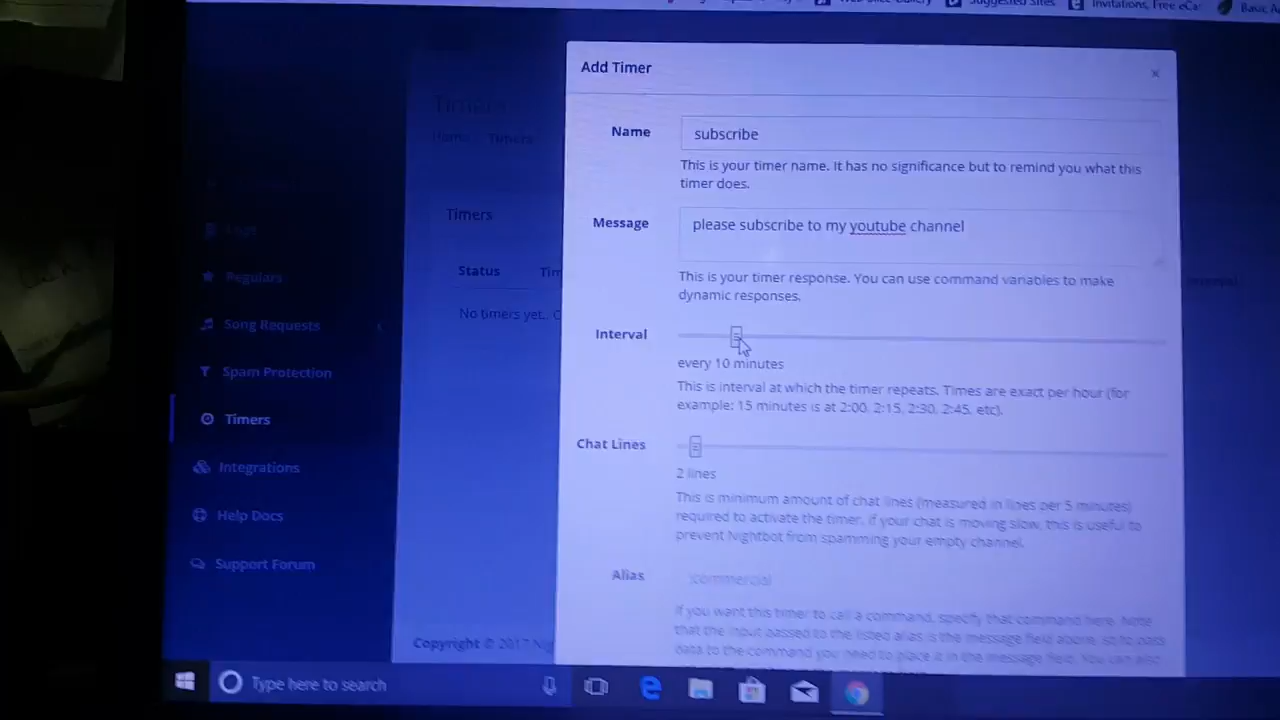 Suggested Sites
Invitations, Free eCar
Basic A
Add Timer
×
Timers
Home
Timers
Name
subscribe
This is your timer name. It has no significance but to remind you what this
timer does.
Logs
Timers
Message
please subscribe to my youtube channel
Regulars
Status
Tim
This is your timer response. You can use command variables to make
dynamic responses.
No timers yet.. C
Song Requests
Interval
every 10 minutes
Spam Protection
This is interval at which the timer repeats. Times are exact per hour (for
example: 15 minutes is at 2:00, 2:15, 2:30, 2:45, etc).
Timers
Chat Lines
2 lines
Integrations
This is minimum amount of chat lines (measured in lines per 5 minutes)
required to activate the timer. if your chat is moving slow, this is useful to
prevent Nightbot from spamming your empty channel.
Help Docs
Support Forum
Alias
!commercial
If you want this timer to call a command, specify that command here. Note
that the input passed to the listed alias is the message field above, so to pass
data to the command you need to place it in the message field. You can also
Copyright © 2017 Nig
Type here to search